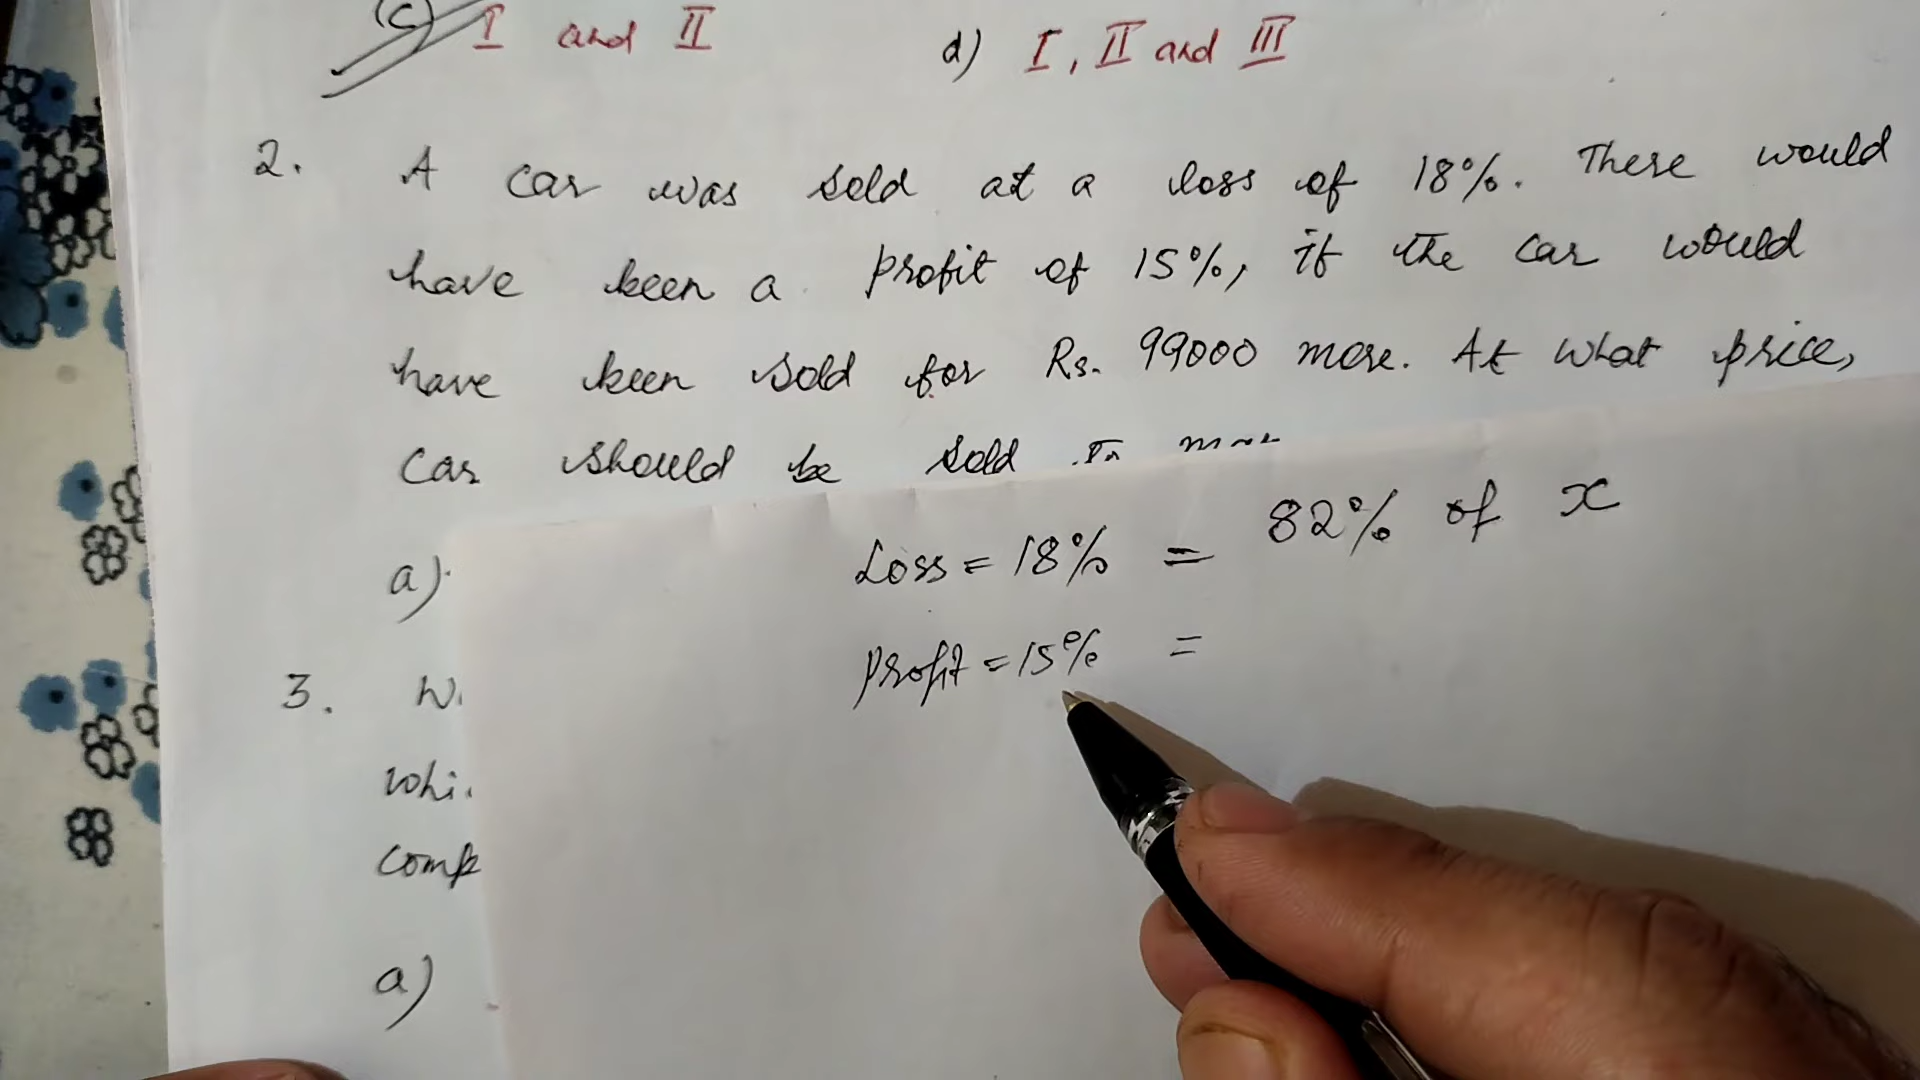 (c) I and II
d) I, II and III
2. A car was sold at a loss of 18%. There would
have been a profit of 15%, if the car would
have been sold for Rs. 99000 more. At what price,
car should be sold
Loss = 18% = 82% of x
a)
Profit = 15% =
3.
whi
comp
a)